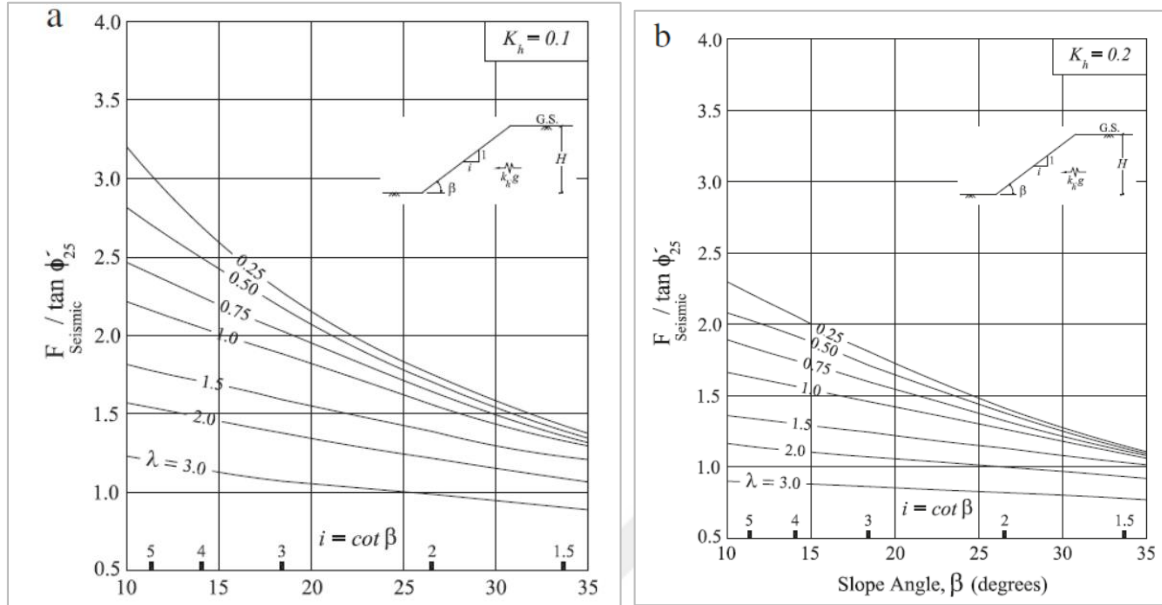 a
K_h = 0.1
4.0
3.5
3.0
2.5
2.0
1.5
1.0
0.5
F_Seismic / tan ϕ′_25
G.S.
1
i
H
k_h g
β
0.25
0.50
0.75
1.0
1.5
2.0
λ = 3.0
i = cot β
5 4 3 2 1.5
10 15 20 25 30 35
b
K_h = 0.2
4.0
3.5
3.0
2.5
2.0
1.5
1.0
0.5
F_Seismic / tan ϕ′_25
G.S.
1
i
H
k_h g
β
0.25
0.50
0.75
1.0
1.5
2.0
λ = 3.0
i = cot β
5 4 3 2 1.5
10 15 20 25 30 35
Slope Angle, β (degrees)